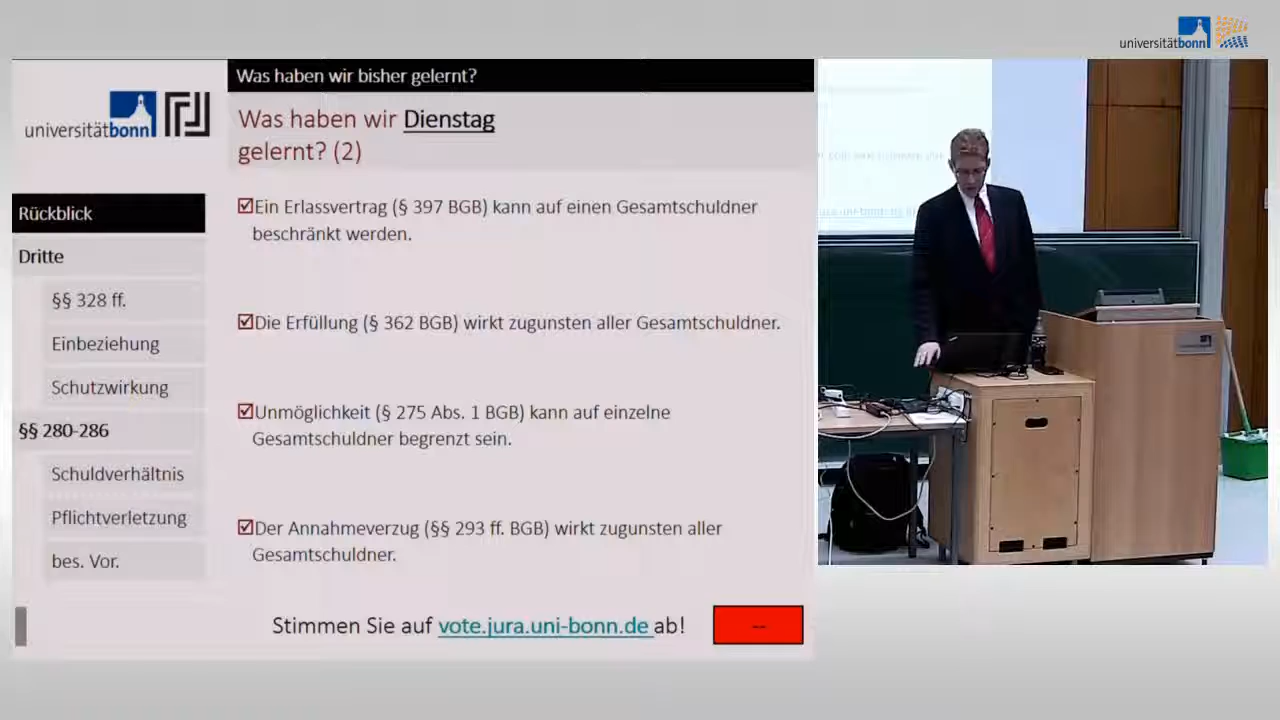 universitätbonn
Was haben wir bisher gelernt?
universitätbonn
Was haben wir Dienstag
gelernt? (2)
Rückblick
Dritte
§§ 328 ff.
Einbeziehung
Schutzwirkung
§§ 280-286
Schuldverhältnis
Pflichtverletzung
bes. Vor.
☑Ein Erlassvertrag (§ 397 BGB) kann auf einen Gesamtschuldner
beschränkt werden.
☑Die Erfüllung (§ 362 BGB) wirkt zugunsten aller Gesamtschuldner.
☑Unmöglichkeit (§ 275 Abs. 1 BGB) kann auf einzelne
Gesamtschuldner begrenzt sein.
☑Der Annahmeverzug (§§ 293 ff. BGB) wirkt zugunsten aller
Gesamtschuldner.
Stimmen Sie auf vote.jura.uni-bonn.de ab!
--